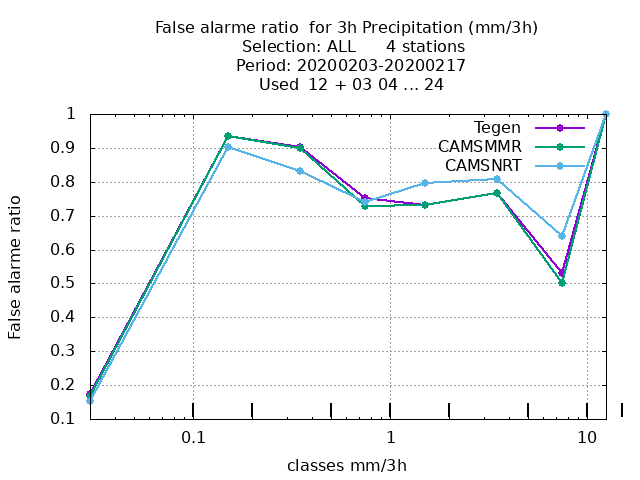 False alarme ratio  for 3h Precipitation (mm/3h)
Selection: ALL      4 stations
Period: 20200203-20200217
Used  12 + 03 04 ... 24
Tegen
CAMSMMR
CAMSNRT
1
0.9
0.8
0.7
0.6
0.5
0.4
0.3
0.2
0.1
False alarme ratio
0.1 1 10
classes mm/3h